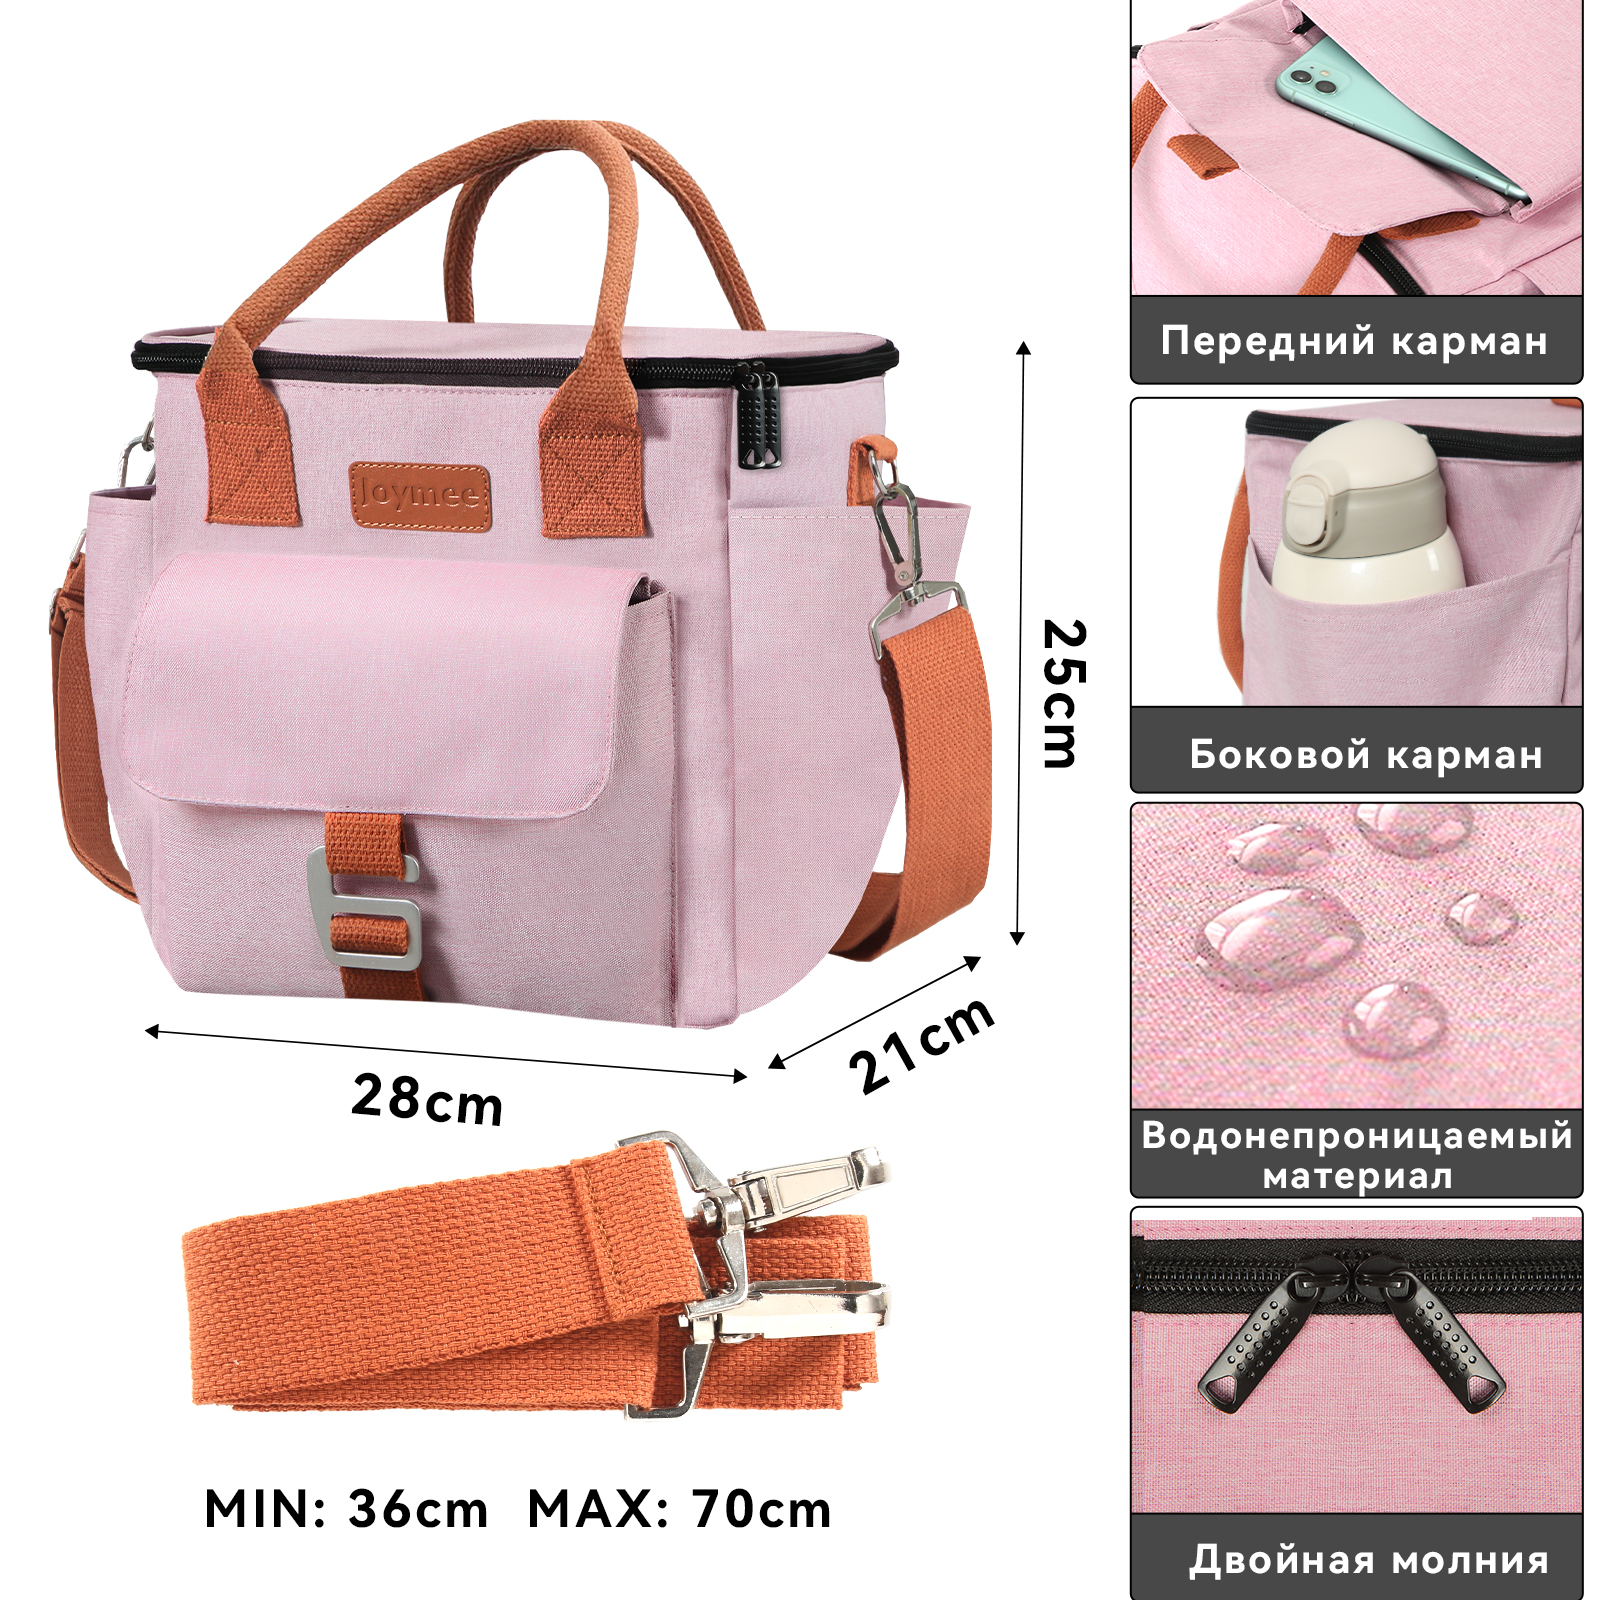 Joymee
25cm
21cm
28cm
MIN: 36cm MAX: 70cm
Передний карман
Боковой карман
Водонепроницаемый
материал
Двойная молния